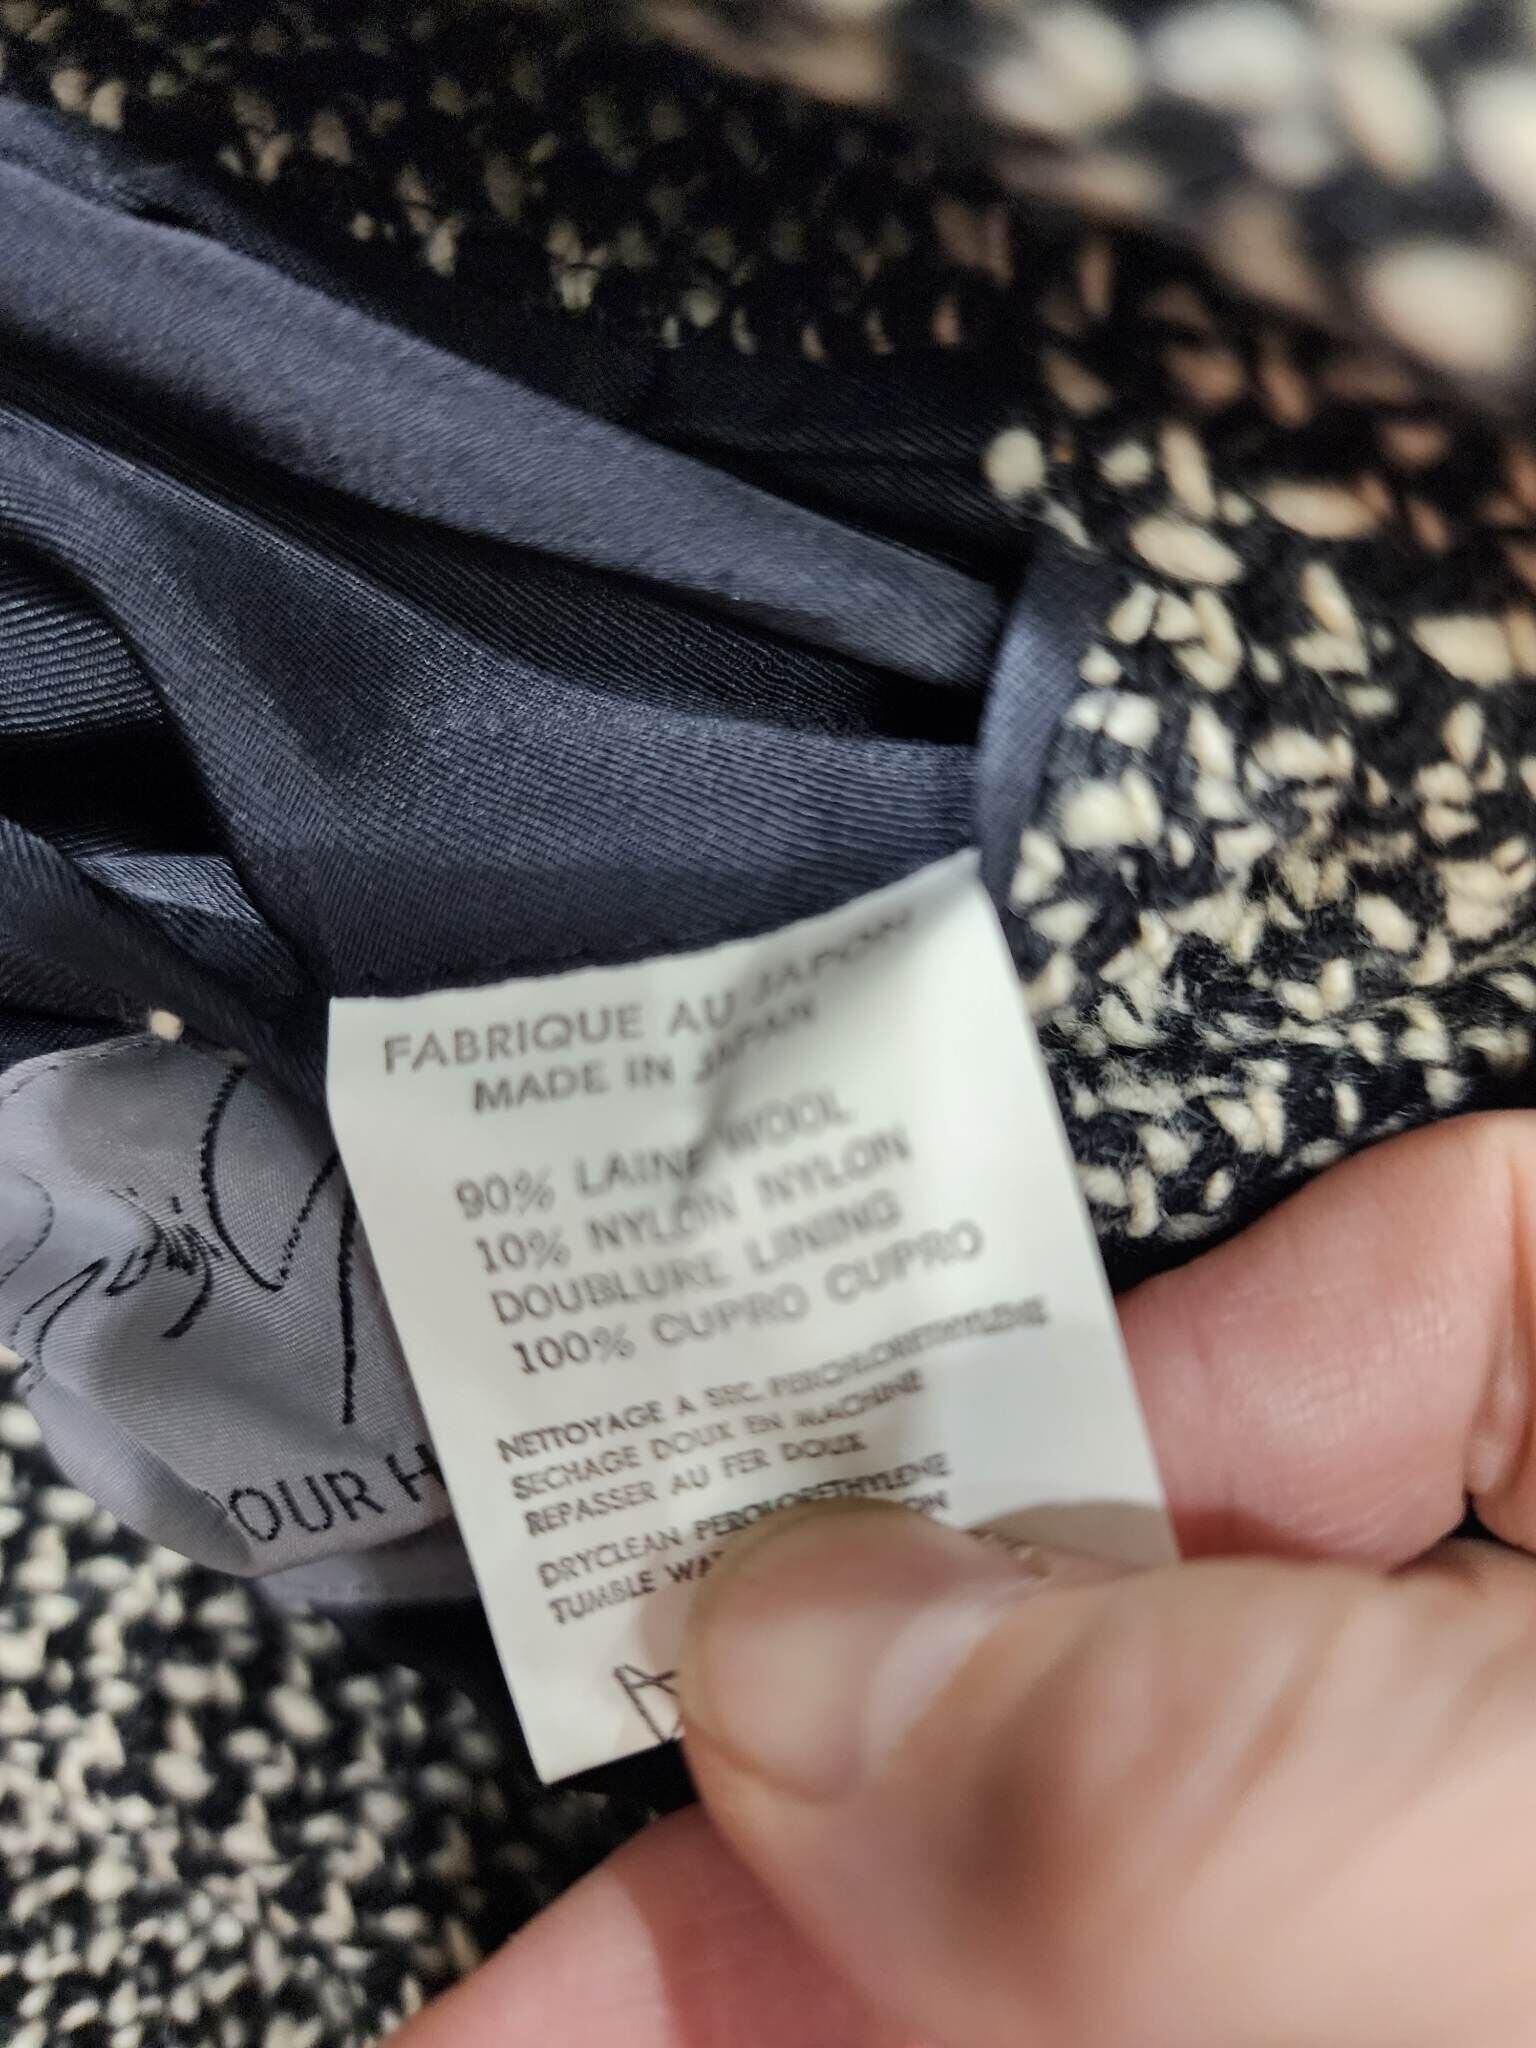 FABRIQUE AU JAPON
MADE IN JAPAN
90% LAINE WOOL
10% NYLON NYLON
DOUBLURE LINING
100% CUPRO CUPRO
NETTOYAGE A SEC PERCHLORETHYLENE
SECHAGE DOUX EN MACHINE
REPASSER AU FER DOUX
DRYCLEAN PERCLORETHYLENE
TUMBLE
POUR H